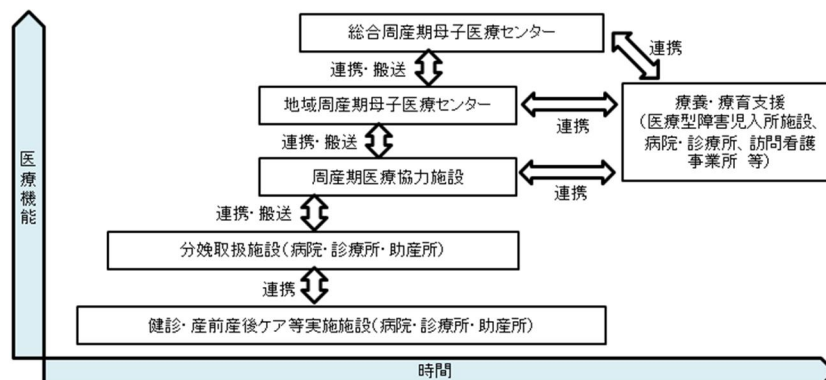 総合周産期母子医療センター
連携
連携・搬送
地域周産期母子医療センター
連携
療養・療育支援
(医療型障害児入所施設、
病院・診療所、訪問看護
事業所 等)
連携・搬送
周産期医療協力施設
連携
連携・搬送
分娩取扱施設(病院・診療所・助産所)
連携
健診・産前産後ケア等実施施設(病院・診療所・助産所)
医療機能
時間